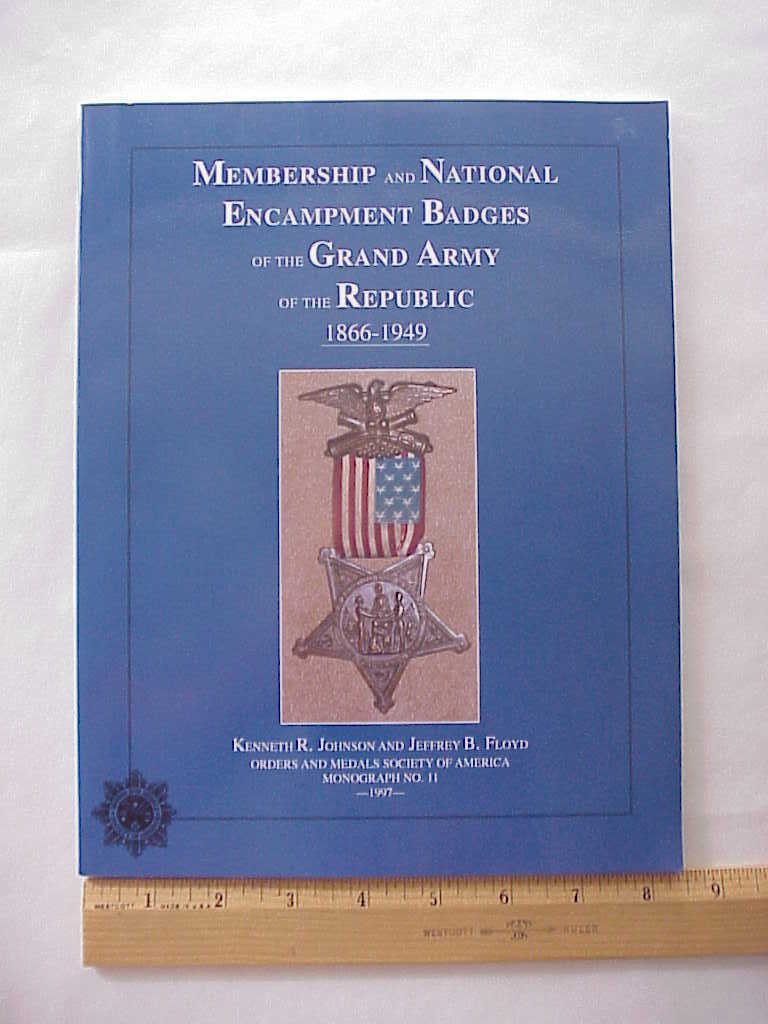 MEMBERSHIP AND NATIONAL
ENCAMPMENT BADGES
OF THE GRAND ARMY
OF THE REPUBLIC
1866-1949
KENNETH R. JOHNSON AND JEFFREY B. FLOYD
ORDERS AND MEDALS SOCIETY OF AMERICA
MONOGRAPH NO. 11
—1997—
1 2 3 4 5 6 7 8 9
WESTCOTT MADE IN U.S.A.
WESTCOTT RULER